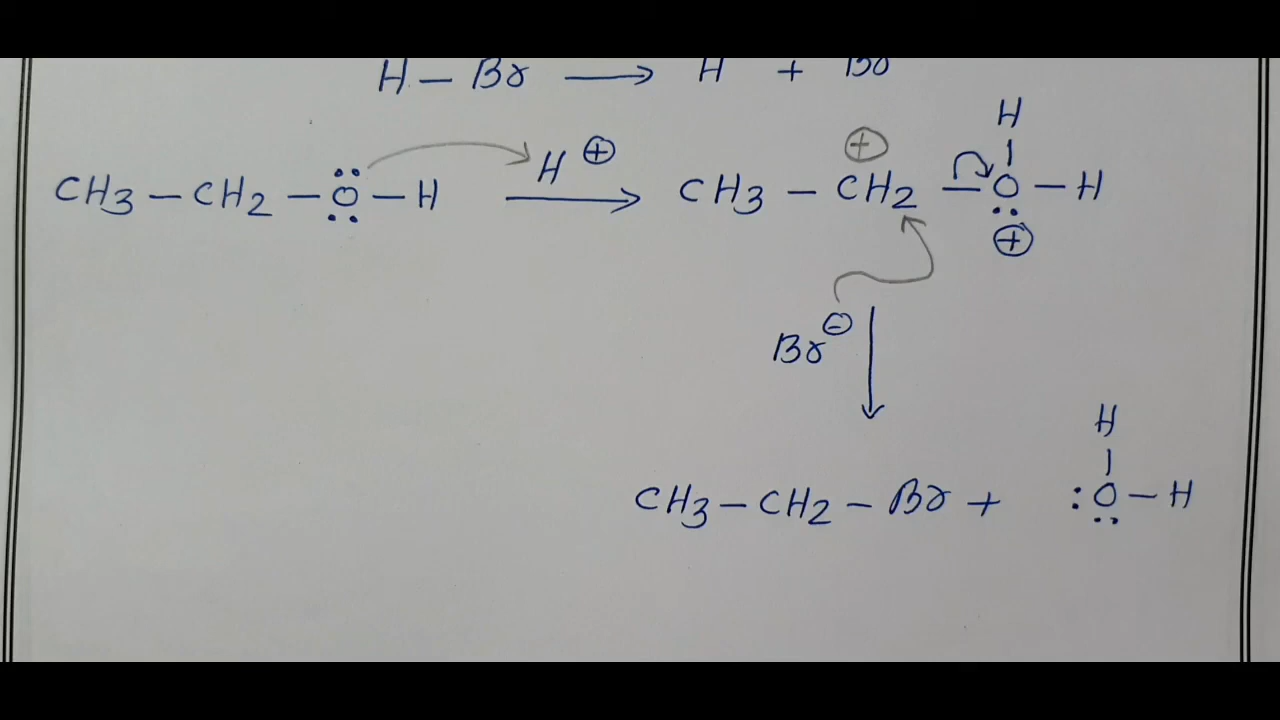 H — Br ⟶ H + Br
H
CH3 — CH2 — Ö — H H⊕ ⟶ CH3 — CH2 — O — H
⊕
⊕
Br⊖
H
CH3 — CH2 — Br + :O — H